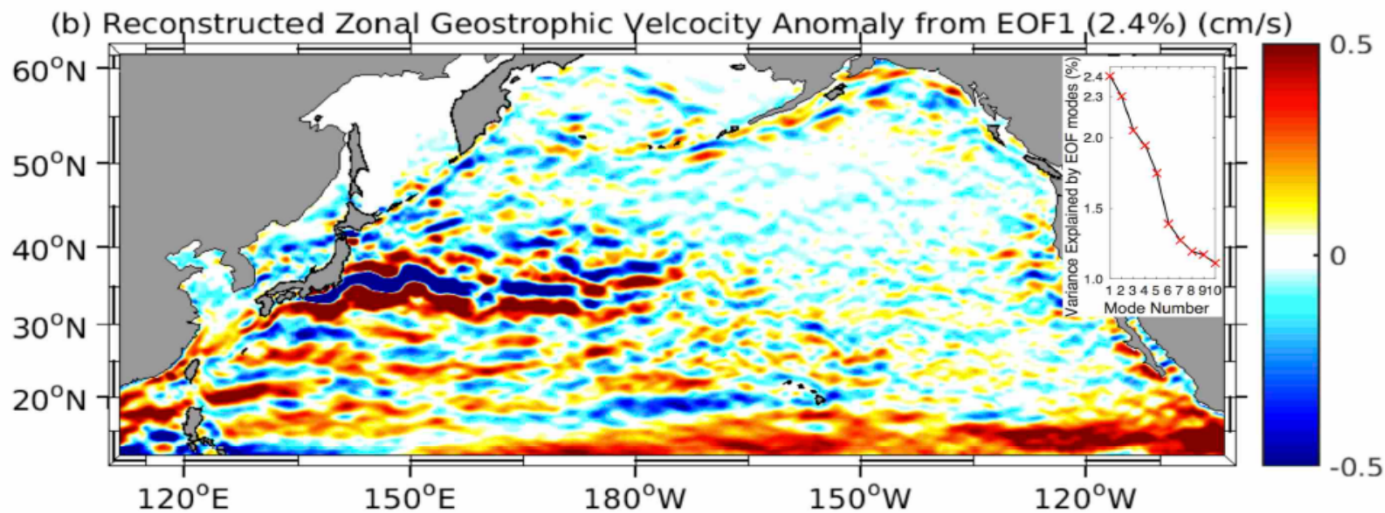 (b) Reconstructed Zonal Geostrophic Velcocity Anomaly from EOF1 (2.4%) (cm/s)
60°N
50°N
40°N
30°N
20°N
120°E
150°E
180°W
150°W
120°W
Variance Explained by EOF modes (%)
2.4
2.3
2.0
1.5
1.0
1 2 3 4 5 6 7 8 9 10
Mode Number
0.5
0
-0.5